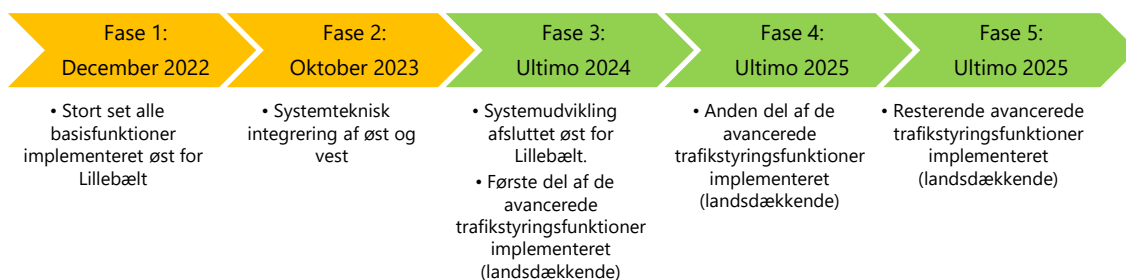 Fase 1:
December 2022
• Stort set alle
basisfunktioner
implementeret øst for
Lillebælt
Fase 2:
Oktober 2023
• Systemteknisk
integrering af øst og
vest
Fase 3:
Ultimo 2024
• Systemudvikling
afsluttet øst for
Lillebælt.
• Første del af de
avancerede
trafikstyringsfunktioner
implementeret
(landsdækkende)
Fase 4:
Ultimo 2025
• Anden del af de
avancerede
trafikstyringsfunktioner
implementeret
(landsdækkende)
Fase 5:
Ultimo 2025
• Resterende avancerede
trafikstyringsfunktioner
implementeret
(landsdækkende)